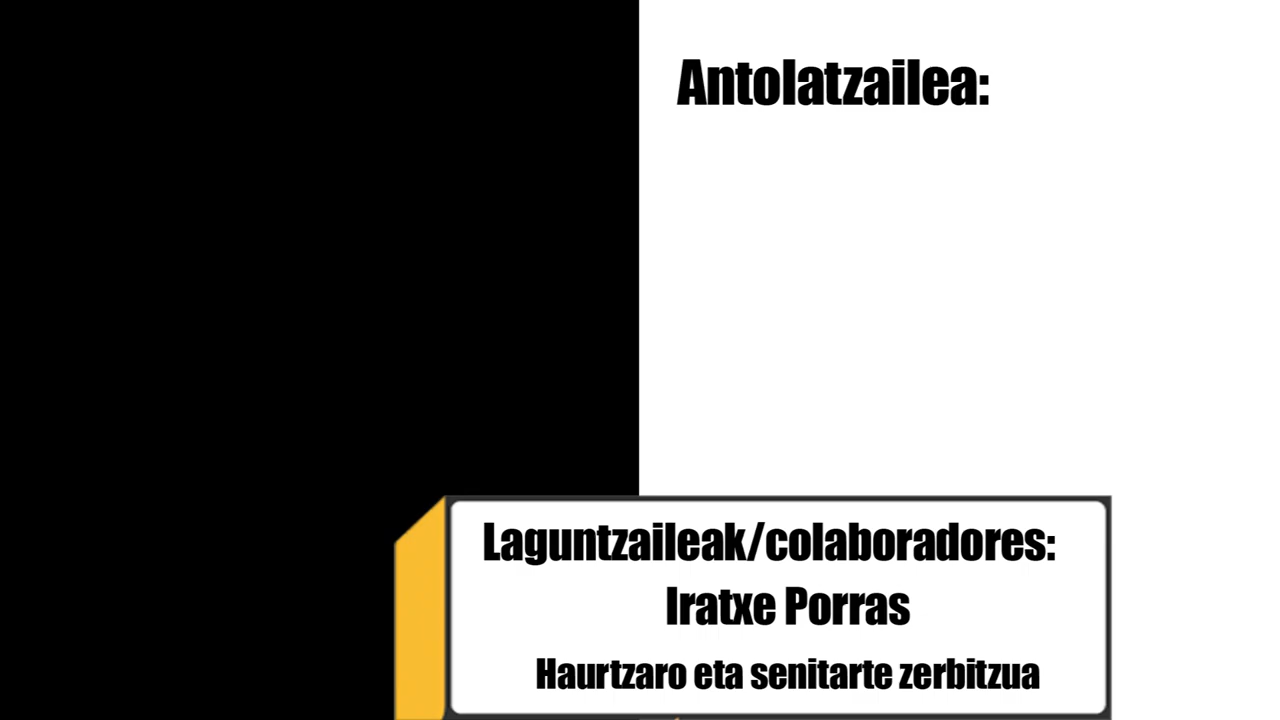 Antolatzailea:
Laguntzaileak/colaboradores:
Iratxe Porras
Haurtzaro eta senitarte zerbitzua